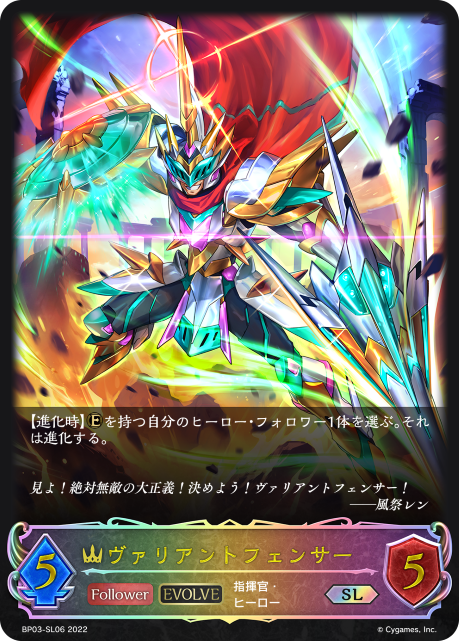 【進化時】Eを持つ自分のヒーロー・フォロワー1体を選ぶ。それ
は進化する。
見よ！絶対無敵の大正義！決めよう！ヴァリアントフェンサー！
――風祭レン
ヴァリアントフェンサー
5
5
Follower
EVOLVE
指揮官・
ヒーロー
SL
BP03-SL06 2022
© Cygames, Inc.